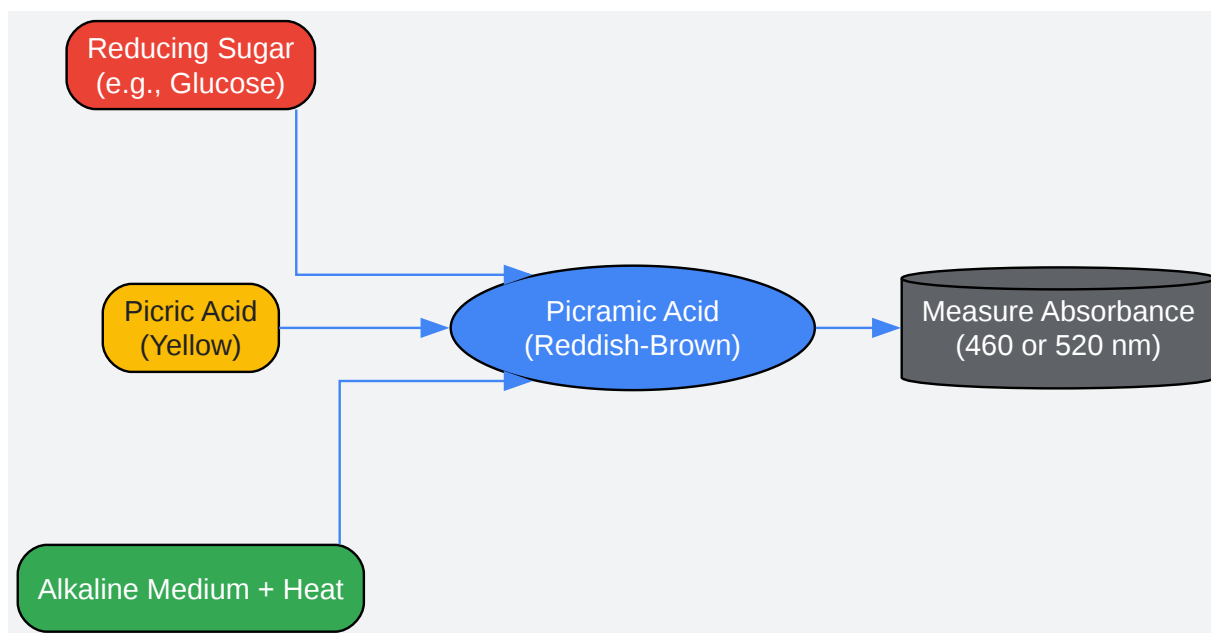 Reducing Sugar
(e.g., Glucose)
Picric Acid
(Yellow)
Picramic Acid
(Reddish-Brown)
Measure Absorbance
(460 or 520 nm)
Alkaline Medium + Heat